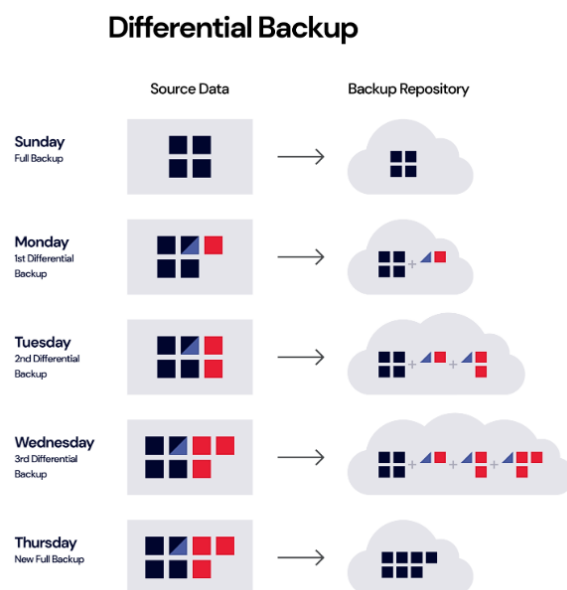 Differential Backup
Source Data
Backup Repository
Sunday
Full Backup
Monday
1st Differential
Backup
+
Tuesday
2nd Differential
Backup
+ +
Wednesday
3rd Differential
Backup
+ + +
Thursday
New Full Backup